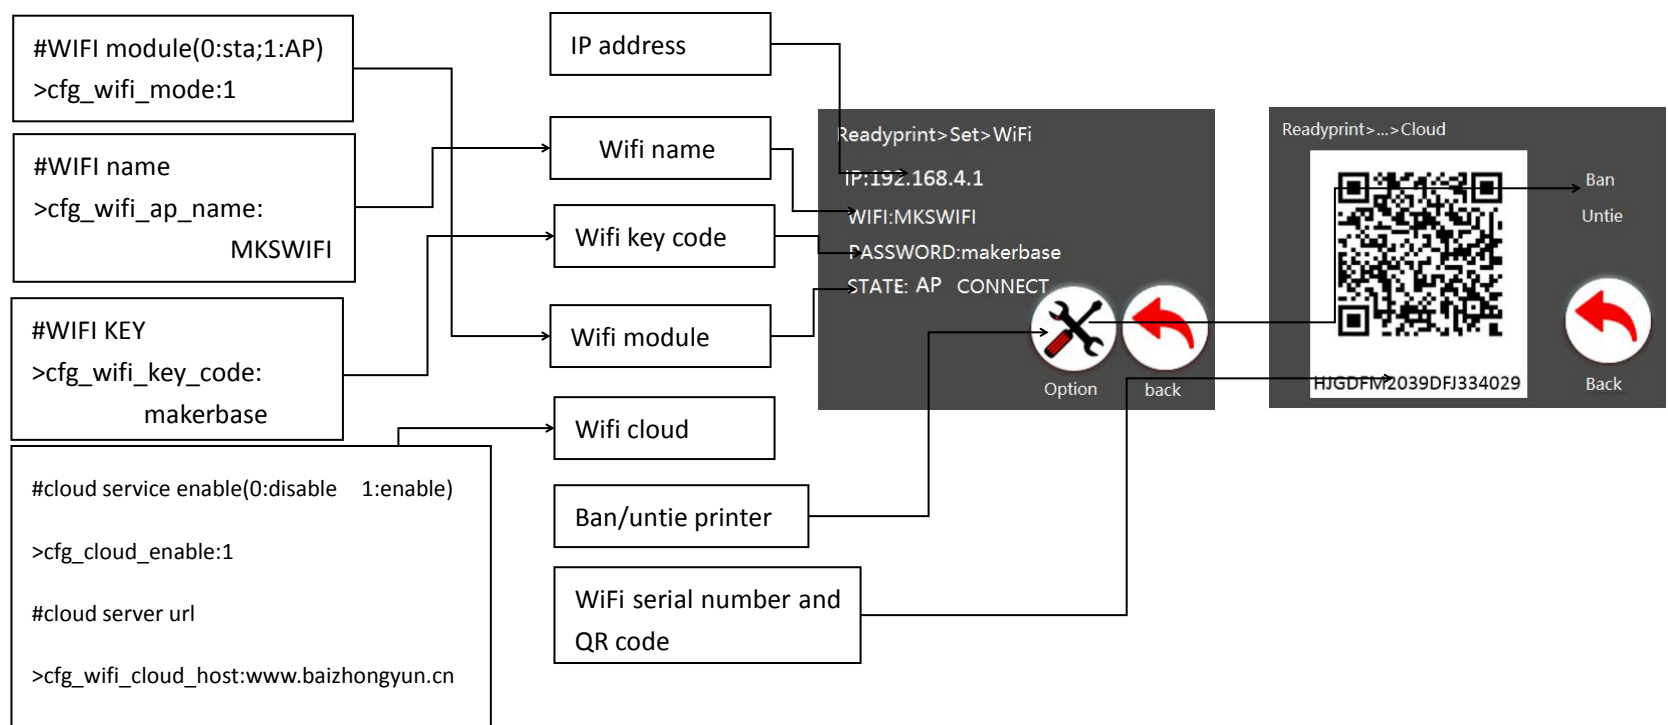 #WIFI module(0:sta;1:AP)
>cfg_wifi_mode:1
#WIFI name
>cfg_wifi_ap_name:
MKSWIFI
#WIFI KEY
>cfg_wifi_key_code:
makerbase
#cloud service enable(0:disable 1:enable)
>cfg_cloud_enable:1
#cloud server url
>cfg_wifi_cloud_host:www.baizhongyun.cn
IP address
Wifi name
Wifi key code
Wifi module
Wifi cloud
Ban/untie printer
WiFi serial number and
QR code
Readyprint>Set>WiFi
IP:192.168.4.1
WIFI:MKSWIFI
PASSWORD:makerbase
STATE: AP CONNECT
Option
back
Readyprint>...>Cloud
Ban
Untie
HJGDFM2039DFJ334029
Back